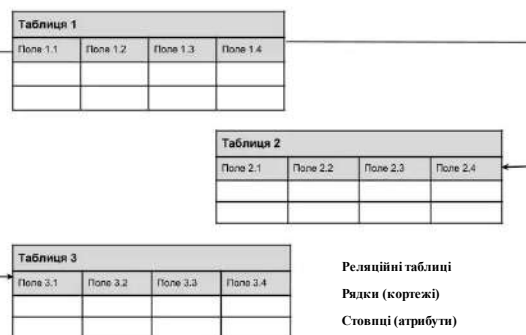 Таблиця 1
Поле 1.1 Поле 1.2 Поле 1.3 Поле 1.4
Таблиця 2
Поле 2.1 Поле 2.2 Поле 2.3 Поле 2.4
Таблиця 3
Поле 3.1 Поле 3.2 Поле 3.3 Поле 3.4
Реляційні таблиці
Рядки (кортежі)
Стовпці (атрибути)